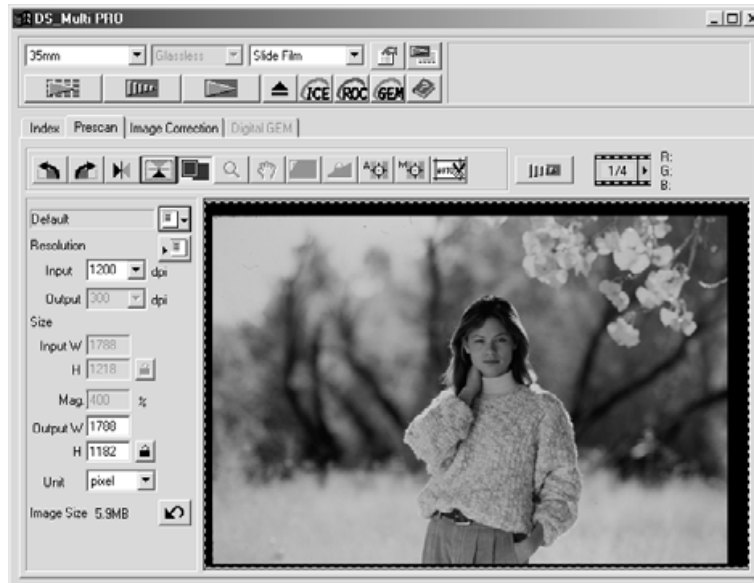 DS_Multi PRO
35mm Glassless Slide Film
ICE ROC GEM
Index Prescan Image Correction Digital GEM
A M AUTO 1/4 R:
G:
B:
Default
Resolution
Input 1200 dpi
Output 300 dpi
Size
Input W 1788
H 1218
Mag. 400 %
Output W 1788
H 1182
Unit pixel
Image Size 5.9MB